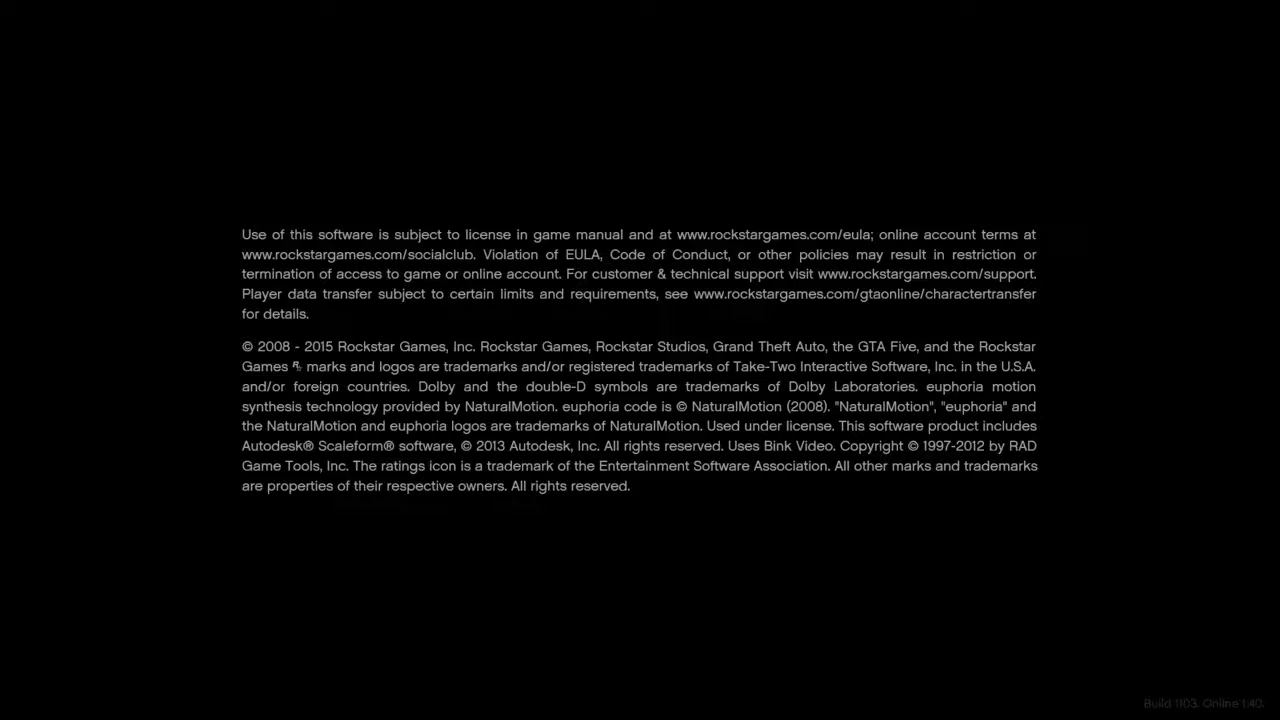 Use of this software is subject to license in game manual and at www.rockstargames.com/eula; online account terms at
www.rockstargames.com/socialclub. Violation of EULA, Code of Conduct, or other policies may result in restriction or
termination of access to game or online account. For customer & technical support visit www.rockstargames.com/support.
Player data transfer subject to certain limits and requirements, see www.rockstargames.com/gtaonline/charactertransfer
for details.
© 2008 - 2015 Rockstar Games, Inc. Rockstar Games, Rockstar Studios, Grand Theft Auto, the GTA Five, and the Rockstar
Games R* marks and logos are trademarks and/or registered trademarks of Take-Two Interactive Software, Inc. in the U.S.A.
and/or foreign countries. Dolby and the double-D symbols are trademarks of Dolby Laboratories. euphoria motion
synthesis technology provided by NaturalMotion. euphoria code is © NaturalMotion (2008). "NaturalMotion", "euphoria" and
the NaturalMotion and euphoria logos are trademarks of NaturalMotion. Used under license. This software product includes
Autodesk® Scaleform® software, © 2013 Autodesk, Inc. All rights reserved. Uses Bink Video. Copyright © 1997-2012 by RAD
Game Tools, Inc. The ratings icon is a trademark of the Entertainment Software Association. All other marks and trademarks
are properties of their respective owners. All rights reserved.
Build 1103. Online 1.40.